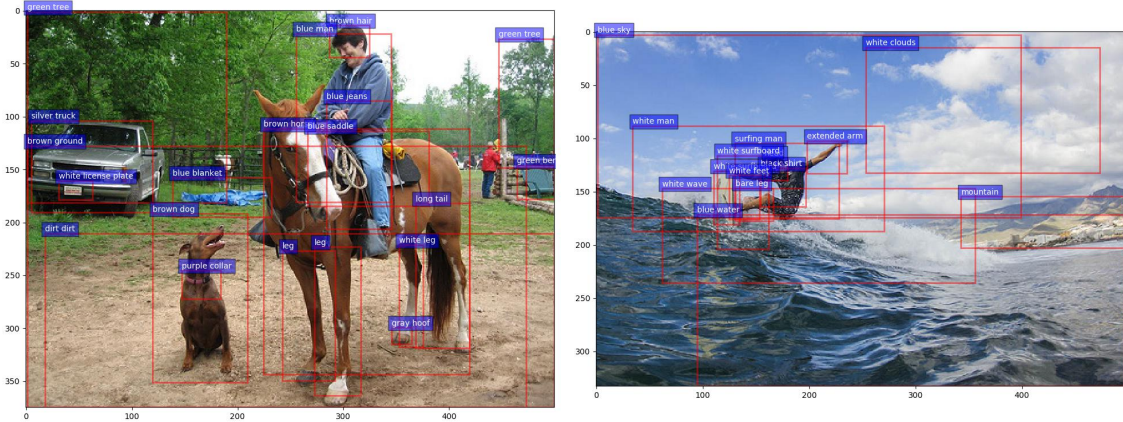 green tree
brown hair
blue man
green tree
blue jeans
silver truck
brown hor
blue saddle
brown ground
green ben
white license plate
blue blanket
long tail
brown dog
dirt dirt
leg
leg
white leg
purple collar
gray hoof
0
50
100
150
200
250
300
350
0
100
200
300
400
blue sky
white clouds
white man
surfing man
extended arm
white surfboard
wh
black shirt
white feet
white wave
bare leg
mountain
blue water
0
50
100
150
200
250
300
0
100
200
300
400